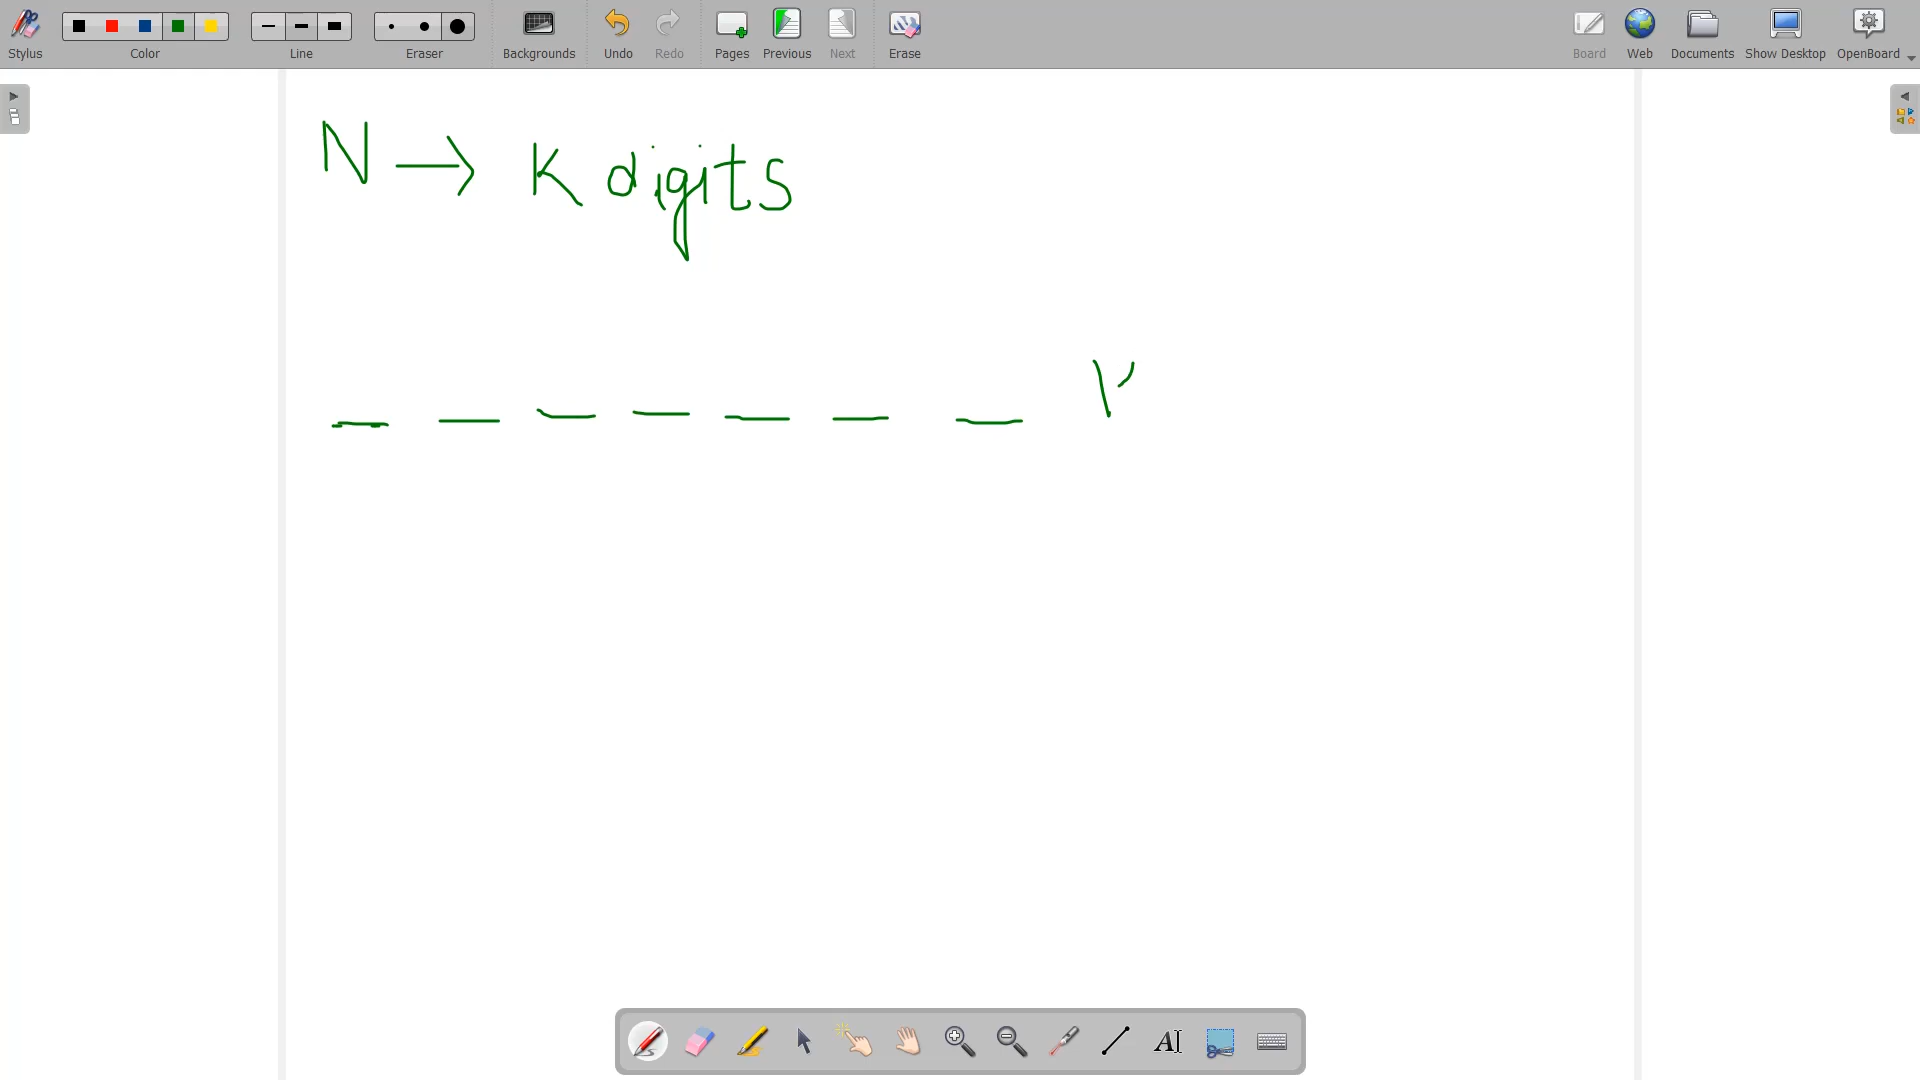 Stylus Color Line Eraser Backgrounds Undo Redo Pages Previous Next Erase Board Web Documents Show Desktop OpenBoard
N → K digits
_ _ _ _ _ _ _